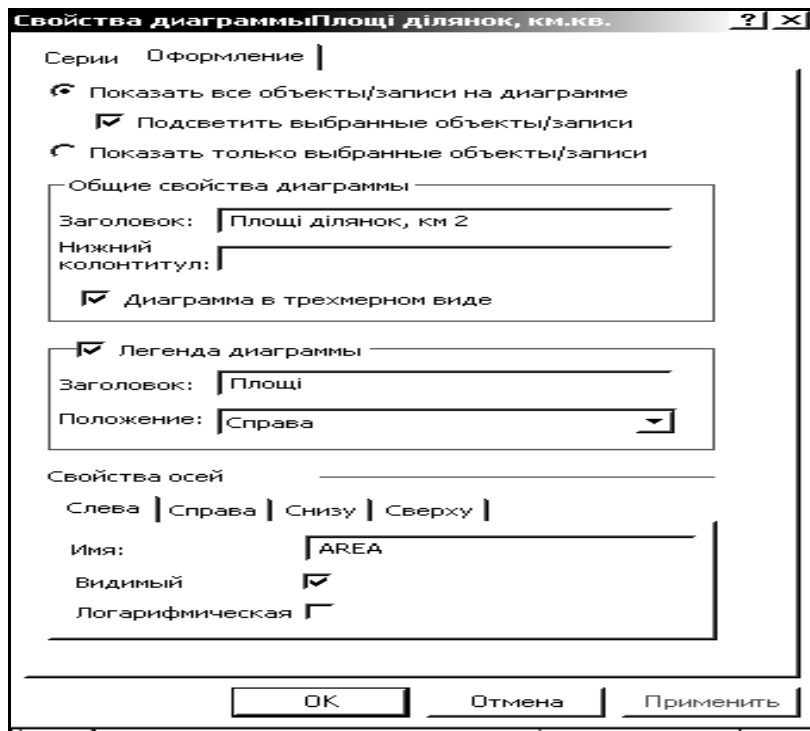 Свойства диаграммыПлощі ділянок, км.кв.
Серии Оформление
Показать все объекты/записи на диаграмме
Подсветить выбранные объекты/записи
Показать только выбранные объекты/записи
Общие свойства диаграммы
Заголовок: Площі ділянок, км 2
Нижний
колонтитул:
Диаграмма в трехмерном виде
Легенда диаграммы
Заголовок: Площі
Положение: Справа
Свойства осей
Слева Справа Снизу Сверху
Имя: AREA
Видимый
Логарифмическая
OK Отмена Применить